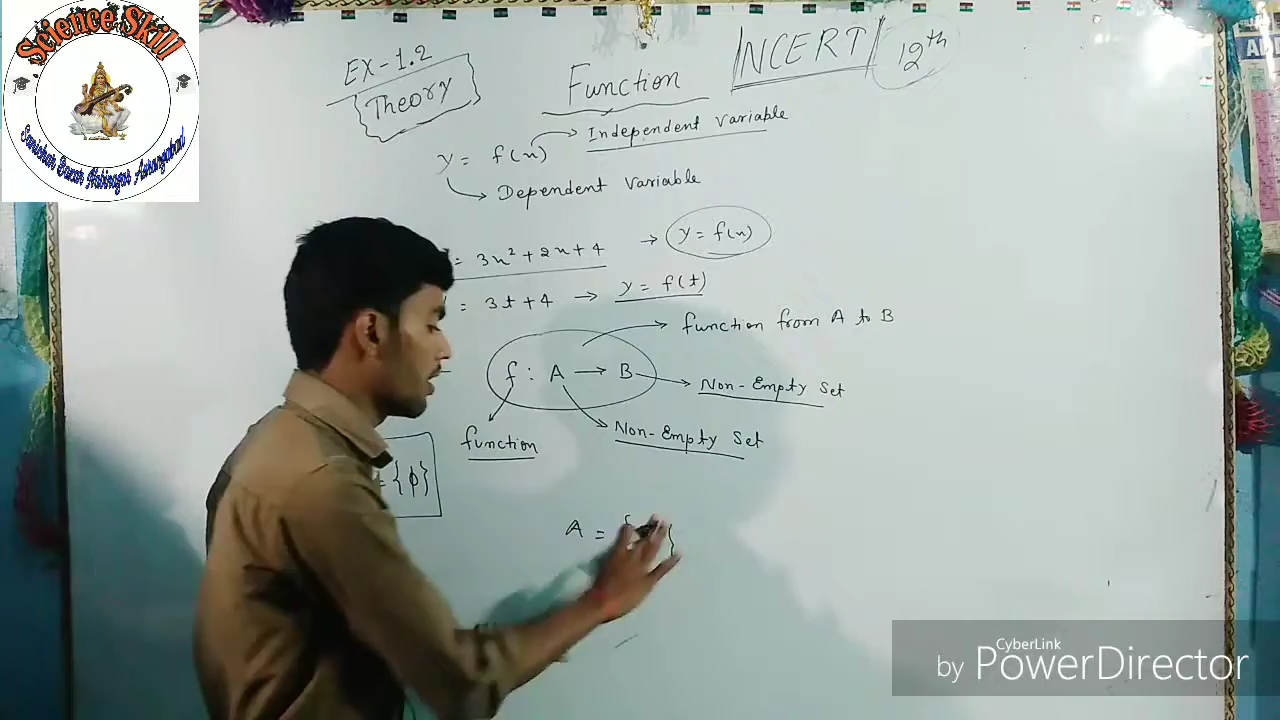 Science Skill
EX-1.2
Theory
Function
NCERT
12th
y = f(x)
Independent Variable
Dependent Variable
= 3x² + 2x + 4 → y = f(x)
= 3t + 4 → y = f(t)
function from A to B
f : A → B
Non-Empty Set
Non-Empty Set
function
= {φ}
A = {
CyberLink
by PowerDirector